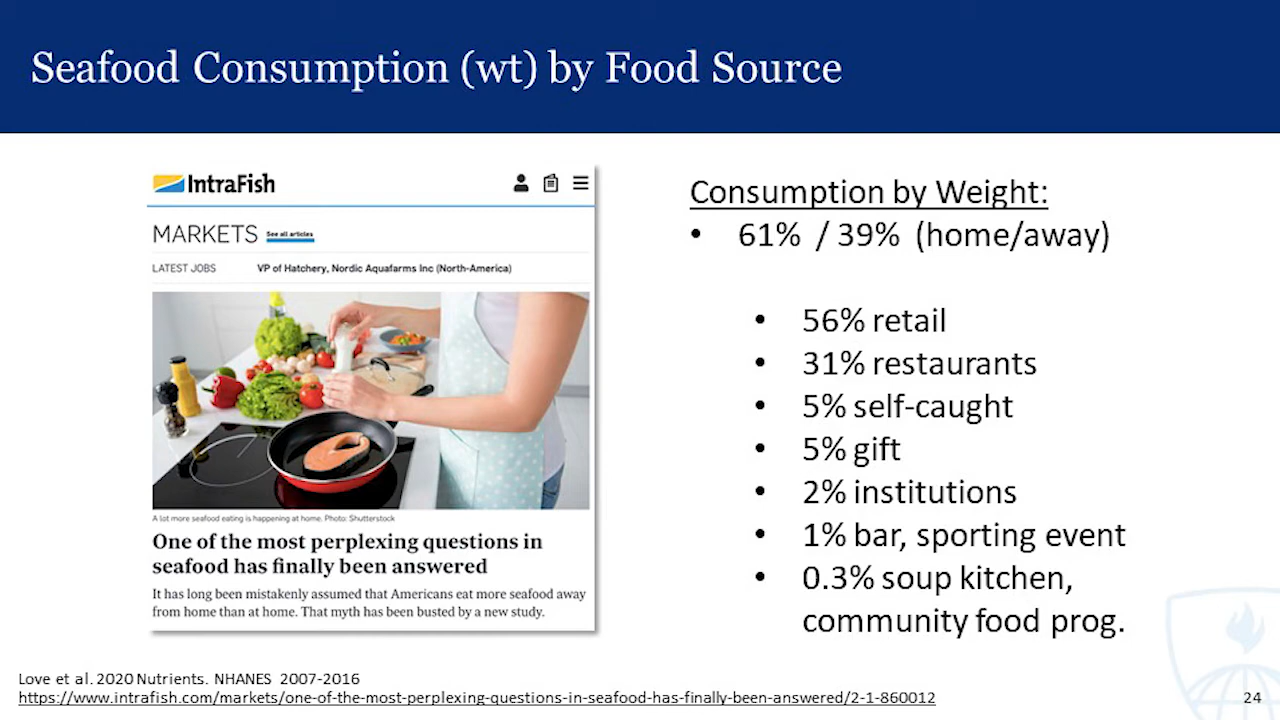 Seafood Consumption (wt) by Food Source
IntraFish
MARKETS See all articles
LATEST JOBS VP of Hatchery, Nordic Aquafarms Inc (North-America)
A lot more seafood eating is happening at home. Photo: Shutterstock
One of the most perplexing questions in
seafood has finally been answered
It has long been mistakenly assumed that Americans eat more seafood away
from home than at home. That myth has been busted by a new study.
Consumption by Weight:
• 61% / 39% (home/away)
• 56% retail
• 31% restaurants
• 5% self-caught
• 5% gift
• 2% institutions
• 1% bar, sporting event
• 0.3% soup kitchen,
community food prog.
Love et al. 2020 Nutrients. NHANES 2007-2016
https://www.intrafish.com/markets/one-of-the-most-perplexing-questions-in-seafood-has-finally-been-answered/2-1-860012
24